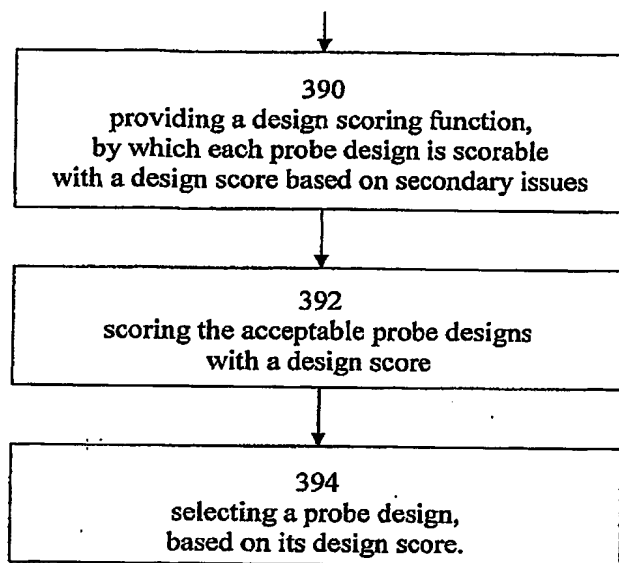 390
providing a design scoring function,
by which each probe design is scorable
with a design score based on secondary issues
392
scoring the acceptable probe designs
with a design score
394
selecting a probe design,
based on its design score.